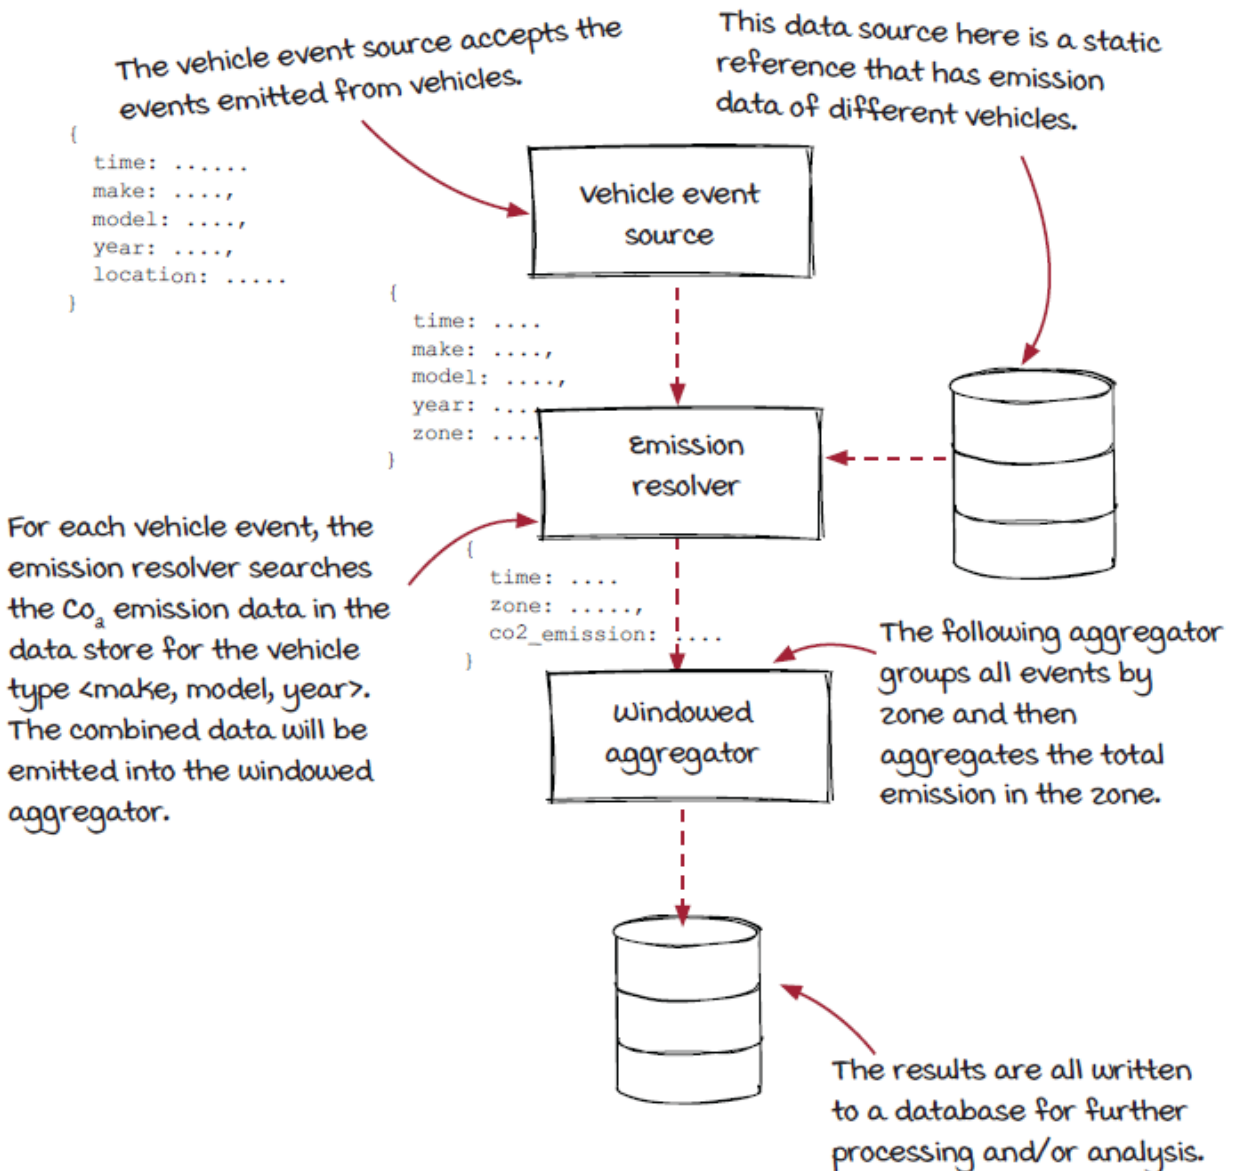 The vehicle event source accepts the
events emitted from vehicles.
This data source here is a static
reference that has emission
data of different vehicles.
{
time: ......
make: ....,
model: ....,
year: ....,
location: .....
}
Vehicle event
source
{
time: ....
make: ....,
model: ....,
year: ....
zone: ....
}
Emission
resolver
For each vehicle event, the
emission resolver searches
the Co₂ emission data in the
data store for the vehicle
type <make, model, year>.
The combined data will be
emitted into the windowed
aggregator.
{
time: ....
zone: .....,
co2_emission: ....
}
The following aggregator
groups all events by
zone and then
aggregates the total
emission in the zone.
Windowed
aggregator
The results are all written
to a database for further
processing and/or analysis.